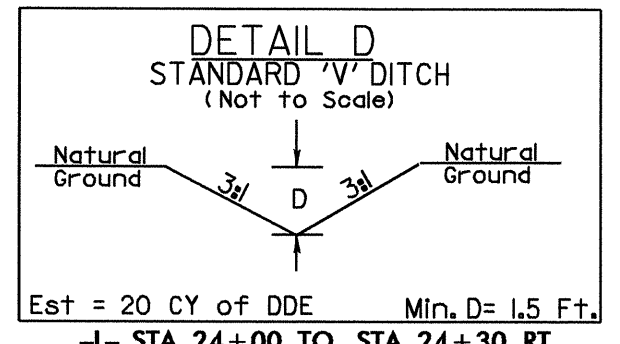 DETAIL D
STANDARD 'V' DITCH
(Not to Scale)
Natural
Ground
Natural
Ground
3:1
D
3:1
Est = 20 CY of DDE
Min. D= 1.5 Ft.
-L- STA 24+00 TO STA 24+30 RT